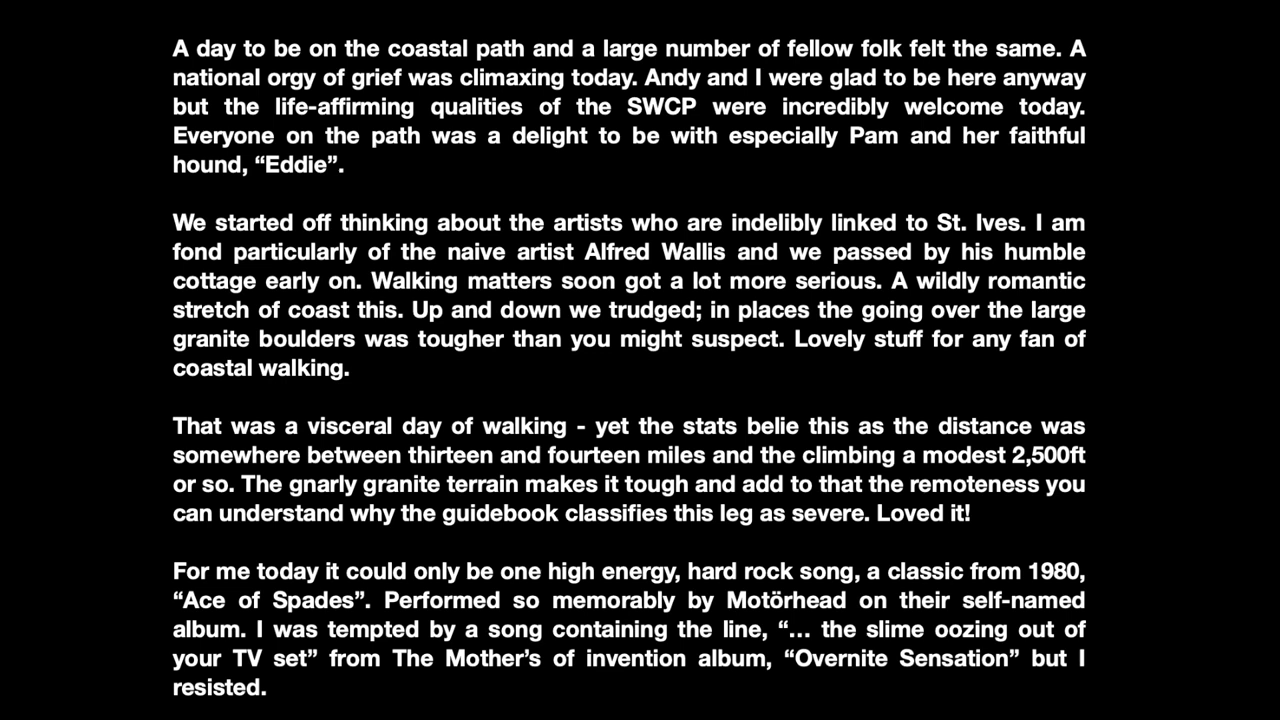 A day to be on the coastal path and a large number of fellow folk felt the same. A
national orgy of grief was climaxing today. Andy and I were glad to be here anyway
but the life-affirming qualities of the SWCP were incredibly welcome today.
Everyone on the path was a delight to be with especially Pam and her faithful
hound, “Eddie”.
We started off thinking about the artists who are indelibly linked to St. Ives. I am
fond particularly of the naive artist Alfred Wallis and we passed by his humble
cottage early on. Walking matters soon got a lot more serious. A wildly romantic
stretch of coast this. Up and down we trudged; in places the going over the large
granite boulders was tougher than you might suspect. Lovely stuff for any fan of
coastal walking.
That was a visceral day of walking - yet the stats belie this as the distance was
somewhere between thirteen and fourteen miles and the climbing a modest 2,500ft
or so. The gnarly granite terrain makes it tough and add to that the remoteness you
can understand why the guidebook classifies this leg as severe. Loved it!
For me today it could only be one high energy, hard rock song, a classic from 1980,
“Ace of Spades”. Performed so memorably by Motörhead on their self-named
album. I was tempted by a song containing the line, “… the slime oozing out of
your TV set” from The Mother’s of invention album, “Overnite Sensation” but I
resisted.